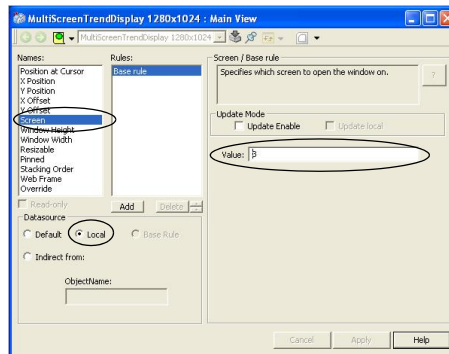 MultiScreenTrendDisplay 1280x1024 : Main View
MultiScreenTrendDisplay 1280x1024
Names:
Rules:
Screen / Base rule
Position at Cursor
X Position
Y Position
X Offset
Y Offset
Screen
Window Height
Window Width
Resizable
Pinned
Stacking Order
Web Frame
Override
Base rule
Specifies which screen to open the window on.
?
Update Mode
Update Enable
Update local
Value: 3
Read-only
Add
Delete
Datasource
Default
Local
Base Rule
Indirect from:
ObjectName:
Cancel
Apply
Help